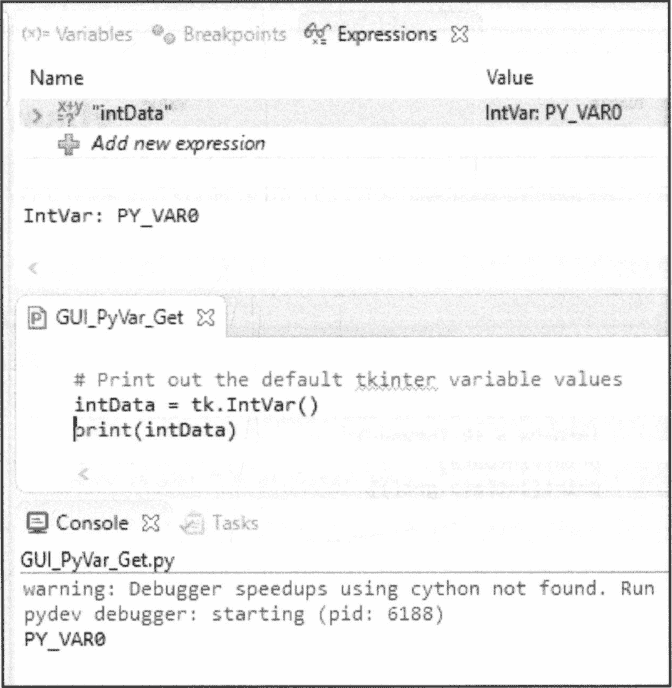 (x)= Variables Breakpoints Expressions
Name Value
x+y =? "intData" IntVar: PY_VAR0
Add new expression
IntVar: PY_VAR0
GUI_PyVar_Get
# Print out the default tkinter variable values
intData = tk.IntVar()
print(intData)
Console Tasks
GUI_PyVar_Get.py
warning: Debugger speedups using cython not found. Run
pydev debugger: starting (pid: 6188)
PY_VAR0